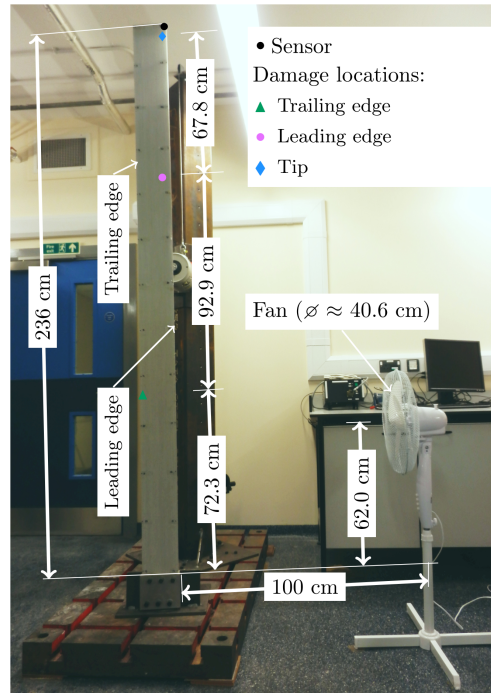 Sensor
Damage locations:
Trailing edge
Leading edge
Tip
67.8 cm
Trailing edge
92.9 cm
236 cm
Fan (⌀ ≈ 40.6 cm)
Leading edge
72.3 cm
62.0 cm
100 cm